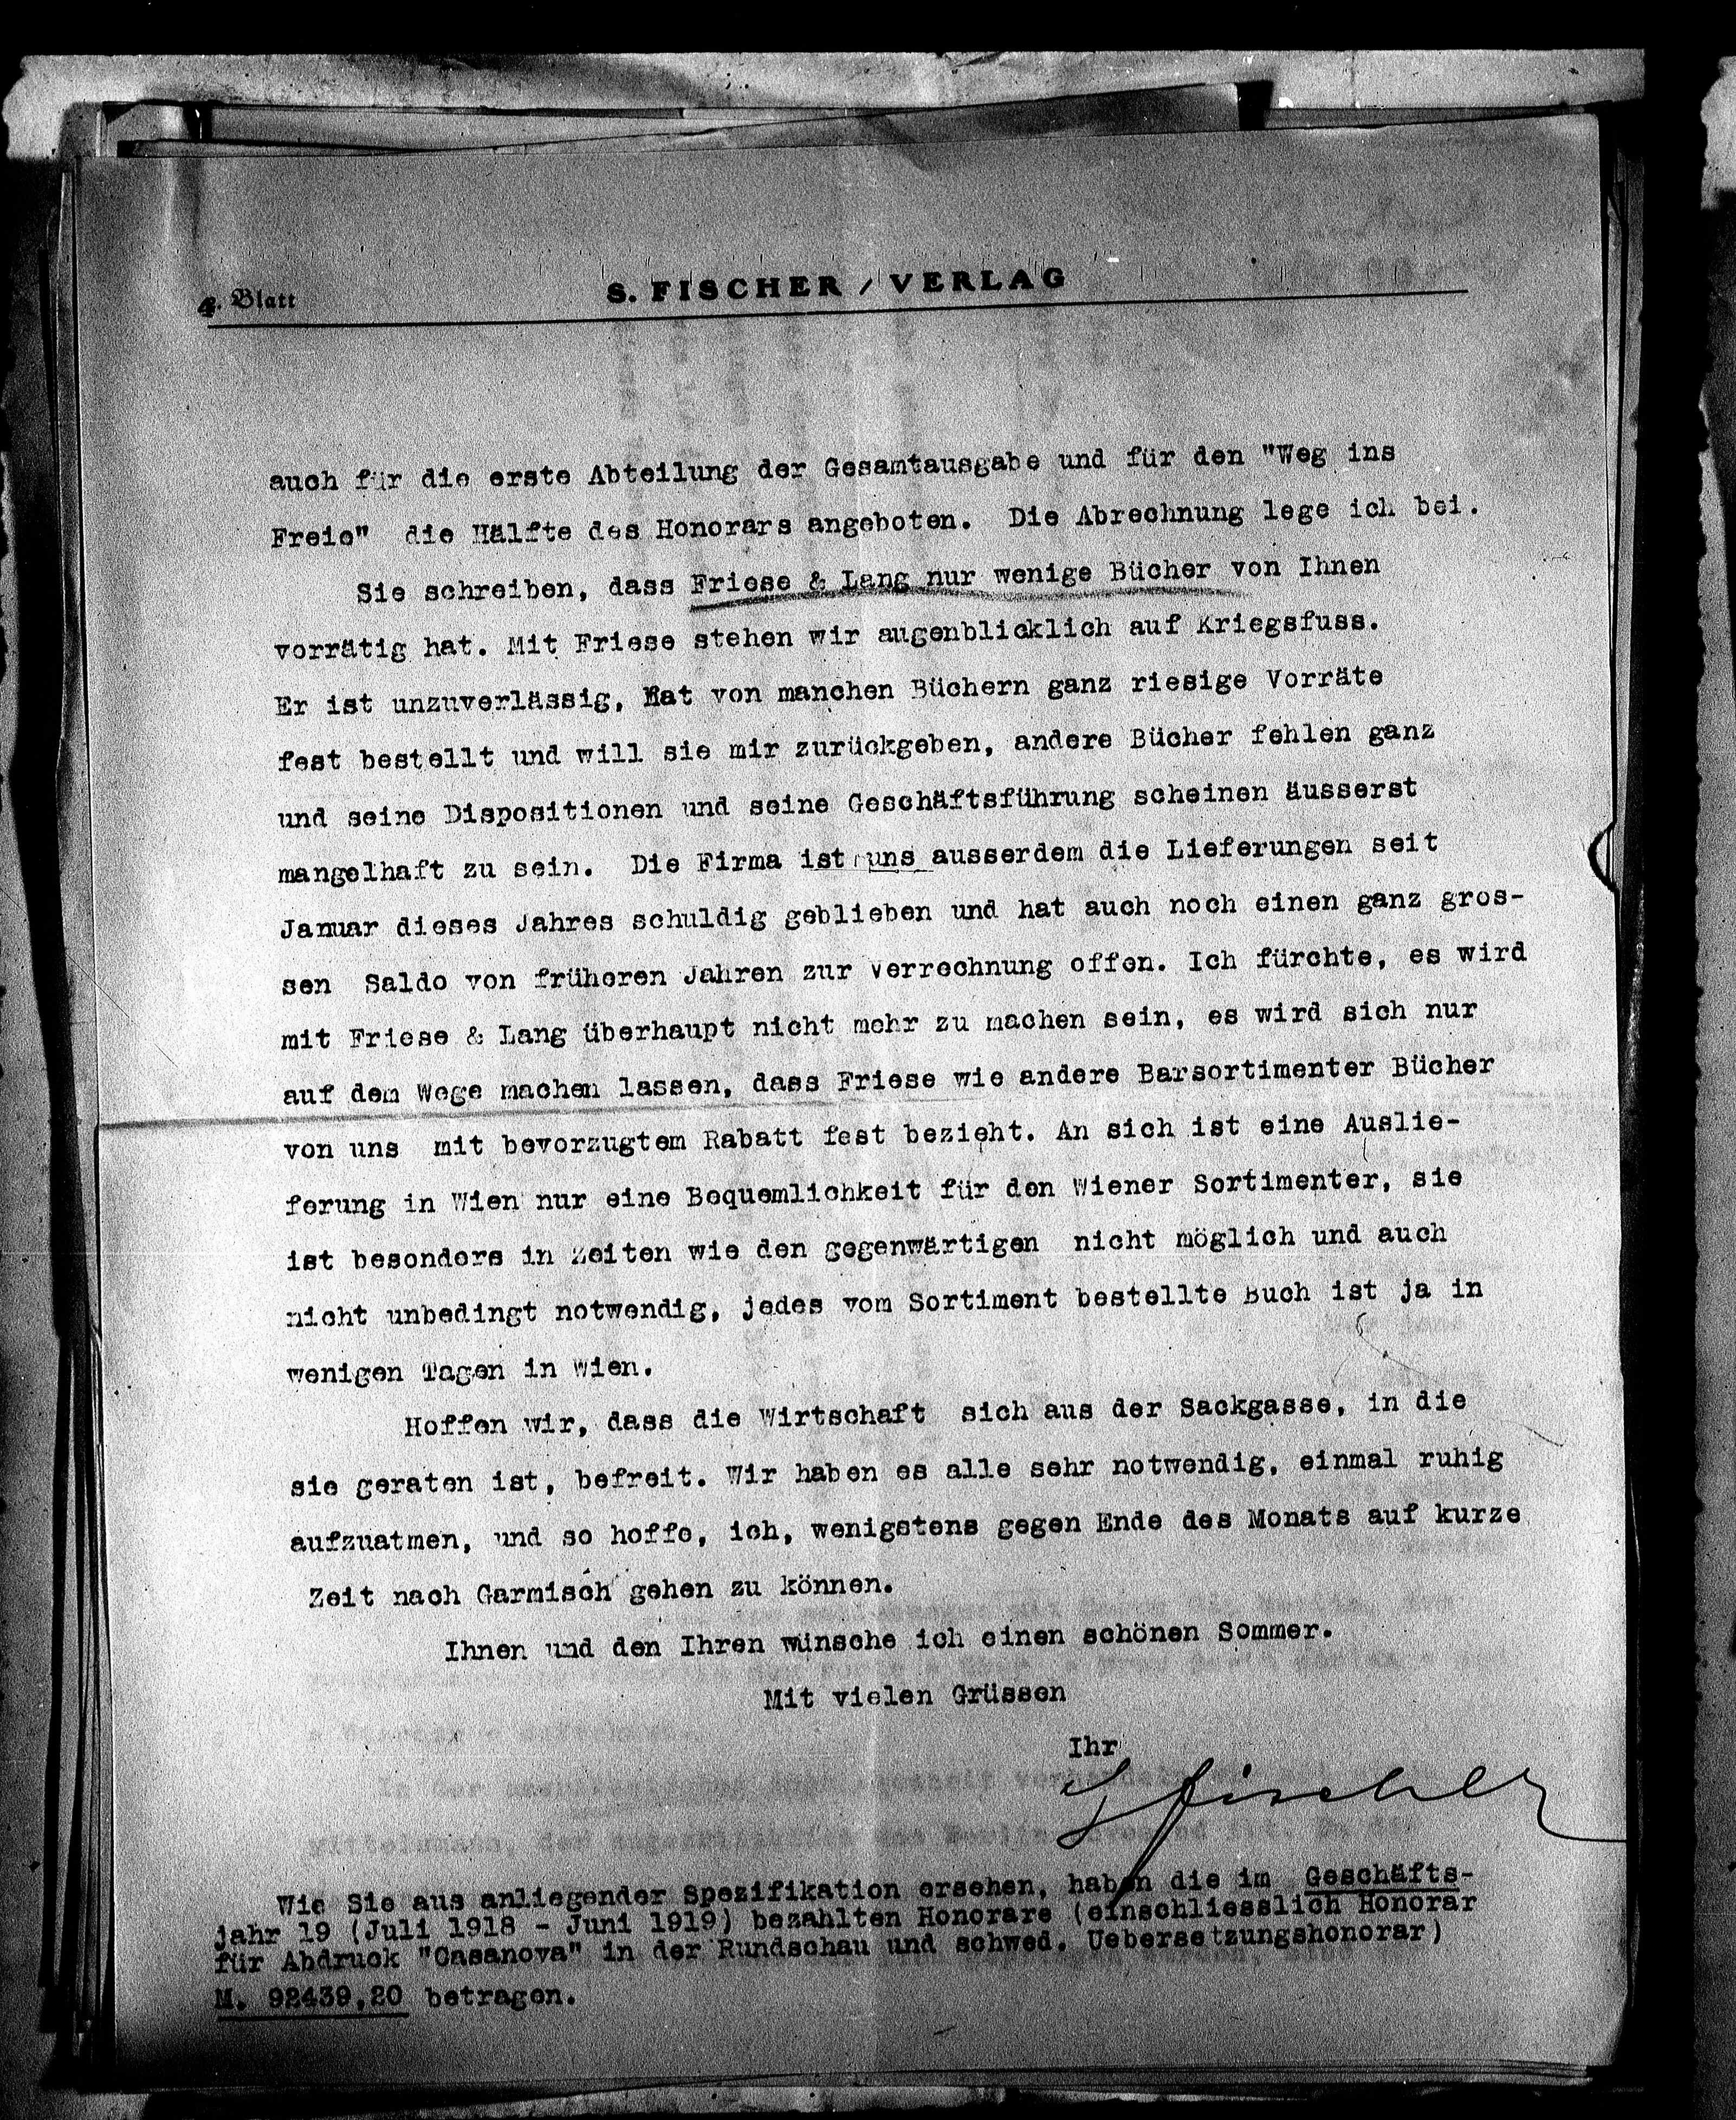 4. Blatt
S. FISCHER / VERLAG
auch für die erste Abteilung der Gesamtausgabe und für den "Weg ins
Freie" die Hälfte des Honorars angeboten. Die Abrechnung lege ich bei.
Sie schreiben, dass Friese & Lang nur wenige Bücher von Ihnen
vorrätig hat. Mit Friese stehen wir augenblicklich auf Kriegsfuss.
Er ist unzuverlässig, Hat von manchen Büchern ganz riesige Vorräte
fest bestellt und will sie mir zurückgeben, andere Bücher fehlen ganz
und seine Dispositionen und seine Geschäftsführung scheinen äusserst
mangelhaft zu sein. Die Firma ist uns ausserdem die Lieferungen seit
Januar dieses Jahres schuldig geblieben und hat auch noch einen ganz gros-
sen Saldo von früheren Jahren zur Verrechnung offen. Ich fürchte, es wird
mit Friese & Lang überhaupt nicht mehr zu machen sein, es wird sich nur
auf dem Wege machen lassen, dass Friese wie andere Barsortimenter Bücher
von uns mit bevorzugtem Rabatt fest bezieht. An sich ist eine Auslie-
ferung in Wien nur eine Bequemlichkeit für den Wiener Sortimenter, sie
ist besonders in Zeiten wie den gegenwärtigen nicht möglich und auch
nicht unbedingt notwendig, jedes vom Sortiment bestellte Buch ist ja in
wenigen Tagen in Wien.
Hoffen wir, dass die Wirtschaft sich aus der Sackgasse, in die
sie geraten ist, befreit. Wir haben es alle sehr notwendig, einmal ruhig
aufzuatmen, und so hoffe, ich, wenigstens gegen Ende des Monats auf kurze
Zeit nach Garmisch gehen zu können.
Ihnen und den Ihren wünsche ich einen schönen Sommer.
Mit vielen Grüssen
Ihr
S Fischer
Wie Sie aus anliegender Spezifikation ersehen, haben die im Geschäfts-
jahr 19 (Juli 1918 - Juni 1919) bezahlten Honorare (einschliesslich Honorar
für Abdruck "Casanova" in der Rundschau und schwed. Uebersetzungshonorar)
M. 92439,20 betragen.